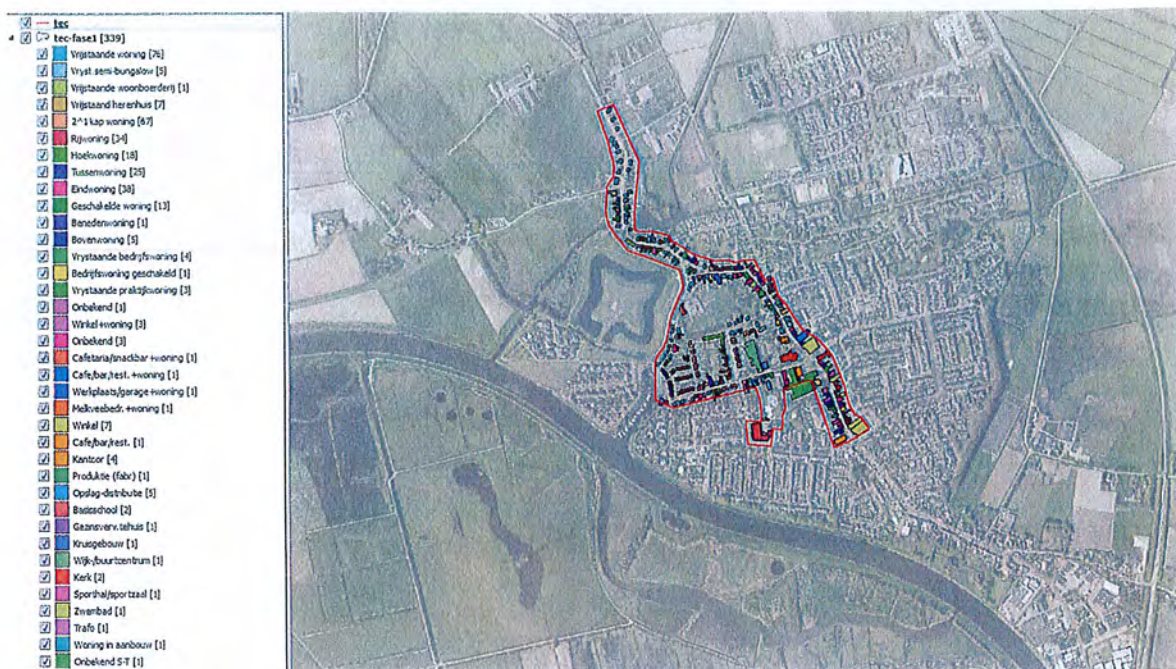 tec
tec-fase1 [339]
Vrijstaande woning [76]
Vryst.semi-bungalow [5]
Vrijstaande woonboerderij [1]
Vrijstaand herenhuis [7]
2^1 kap woning [67]
Rijwoning [34]
Hoekwoning [18]
Tussenwoning [25]
Eindwoning [38]
Geschakelde woning [13]
Benedenwoning [1]
Bovenwoning [5]
Vrystaande bedrijfswoning [4]
Bedrijfswoning geschakeld [1]
Vrystaande praktijkwoning [3]
Onbekend [1]
Winkel +woning [3]
Onbekend [3]
Cafetaria/snackbar +woning [1]
Cafe/bar/rest. +woning [1]
Werkplaats/garage +woning [1]
Melkveebedr. +woning [1]
Winkel [7]
Cafe/bar/rest. [1]
Kantoor [4]
Produktie (fabr.) [1]
Opslag-distributie [5]
Basisschool [2]
Gezinsverv.tehuis [1]
Kruisgebouw [1]
Wijk-/buurtcentrum [1]
Kerk [2]
Sporthal/sportzaal [1]
Zwembad [1]
Trafo [1]
Woning in aanbouw [1]
Onbekend S-T [1]